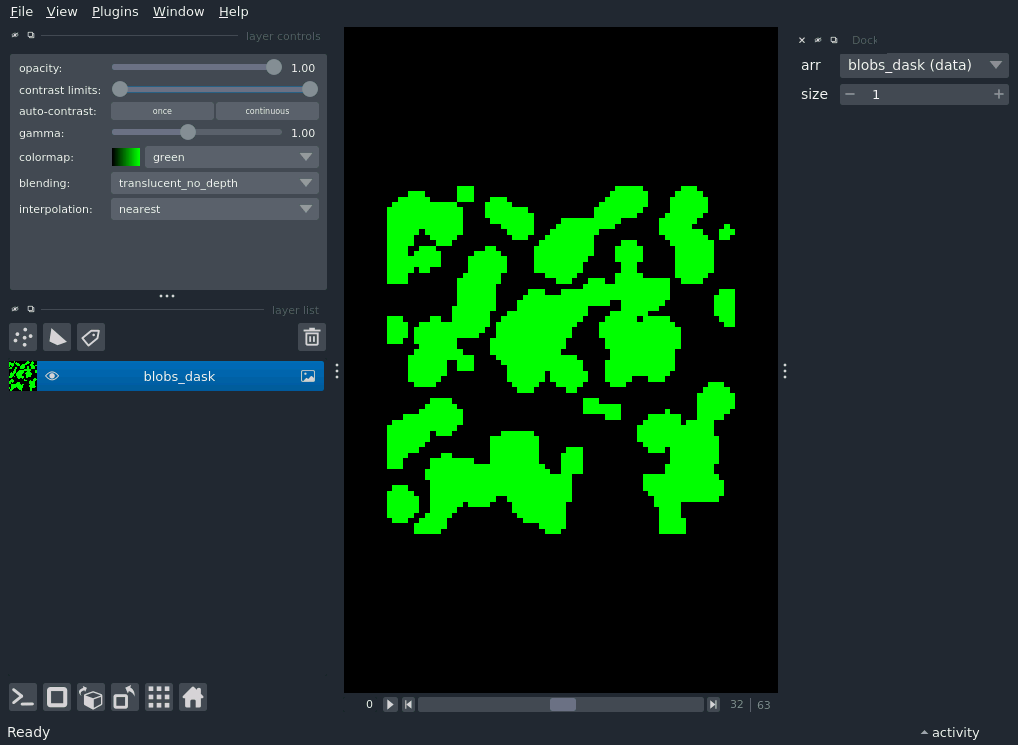 File View Plugins Window Help
layer controls
opacity: 1.00
contrast limits:
auto-contrast: once continuous
gamma: 1.00
colormap: green
blending: translucent_no_depth
interpolation: nearest
layer list
blobs_dask
0 32 63
Ready
Dock
arr blobs_dask (data)
size 1
activity